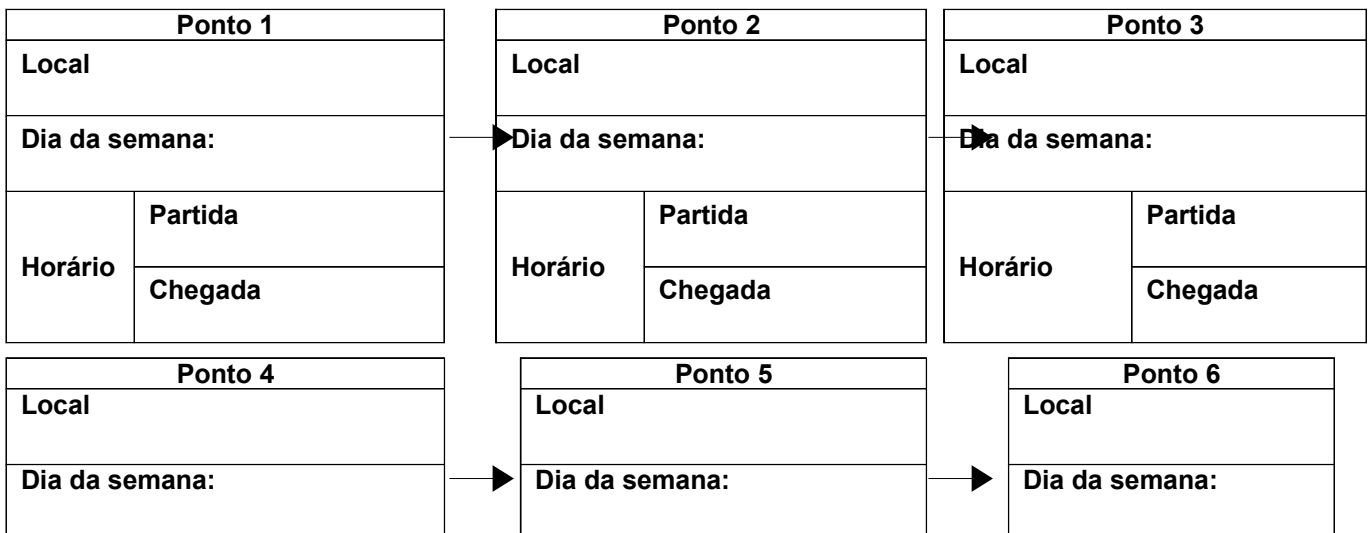 Ponto 1
Local
Dia da semana:
Horário
Partida
Chegada
Ponto 2
Local
Dia da semana:
Horário
Partida
Chegada
Ponto 3
Local
Dia da semana:
Horário
Partida
Chegada
Ponto 4
Local
Dia da semana:
Ponto 5
Local
Dia da semana:
Ponto 6
Local
Dia da semana: